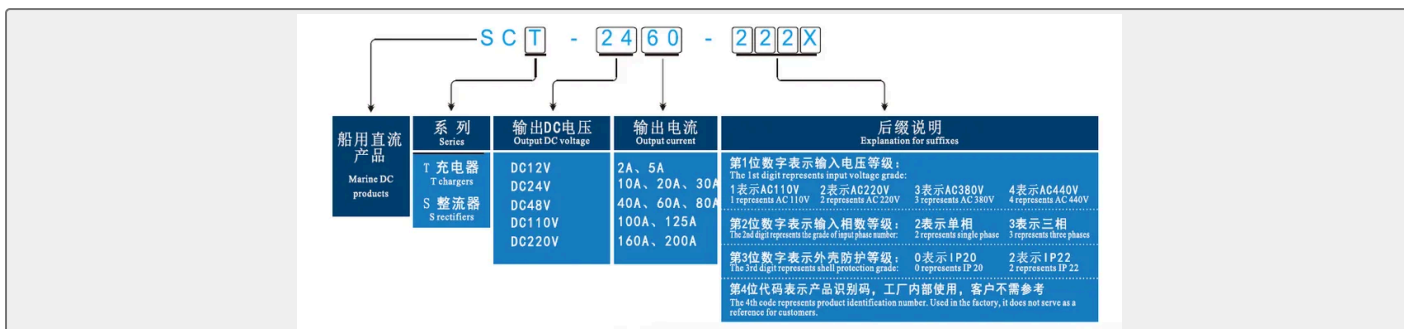 SCT - 2460 - 222X
船用直流
产品
Marine DC
products
系 列
Series
T 充电器
T chargers
S 整流器
S rectifiers
输出DC电压
Output DC voltage
DC12V
DC24V
DC48V
DC110V
DC220V
输出电流
Output current
2A、5A
10A、20A、30A
40A、60A、80A
100A、125A
160A、200A
后缀说明
Explanation for suffixes
第1位数字表示输入电压等级：
The 1st digit represents input voltage grade:
1表示AC110V 2表示AC220V 3表示AC380V 4表示AC440V
1 represents AC 110V 2 represents AC 220V 3 represents AC 380V 4 represents AC 440V
第2位数字表示输入相数等级： 2表示单相 3表示三相
The 2nd digit represents the grade of input phase number: 2 represents single phase 3 represents three phases
第3位数字表示外壳防护等级： 0表示IP20 2表示IP22
The 3rd digit represents shell protection grade: 0 represents IP 20 2 represents IP 22
第4位代码表示产品识别码，工厂内部使用，客户不需参考
The 4th code represents product identification number. Used in the factory, it does not serve as a
reference for customers.